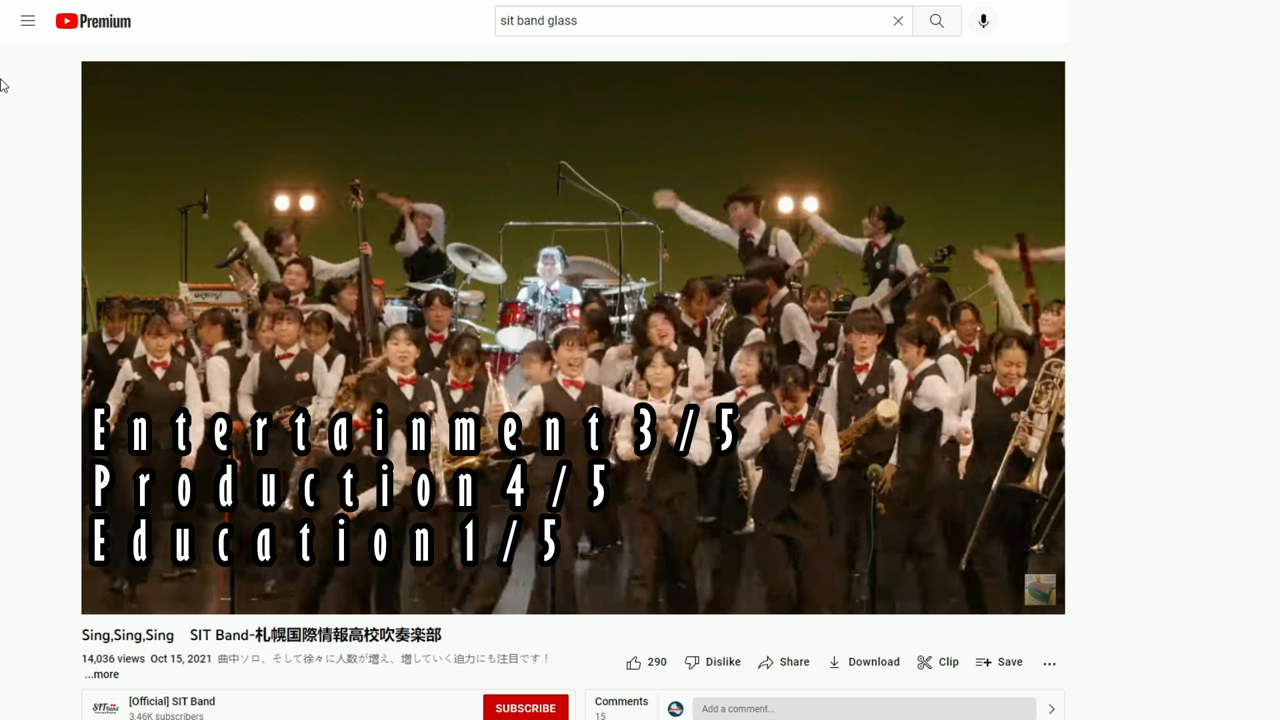 Premium
sit band glass
Entertainment 3/5
Production 4/5
Education 1/5
Sing,Sing,Sing SIT Band-札幌国際情報高校吹奏楽部
14,036 views Oct 15, 2021 曲中ソロ、そして徐々に人数が増え、増していく迫力にも注目です！
...more
290 Dislike Share Download Clip Save
[Official] SIT Band
3.46K subscribers
SUBSCRIBE
Comments
15
Add a comment...